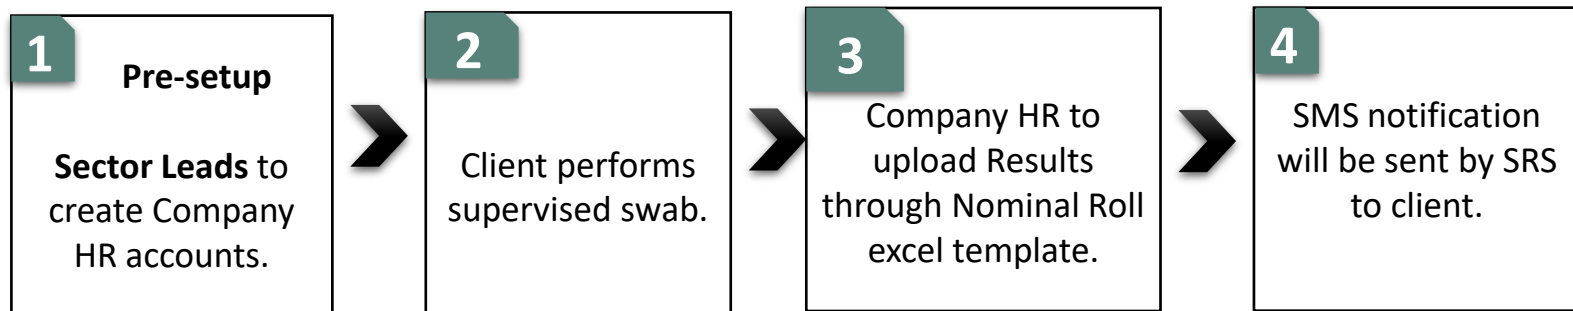 1
Pre-setup
Sector Leads to
create Company
HR accounts.
2
Client performs
supervised swab.
3
Company HR to
upload Results
through Nominal Roll
excel template.
4
SMS notification
will be sent by SRS
to client.